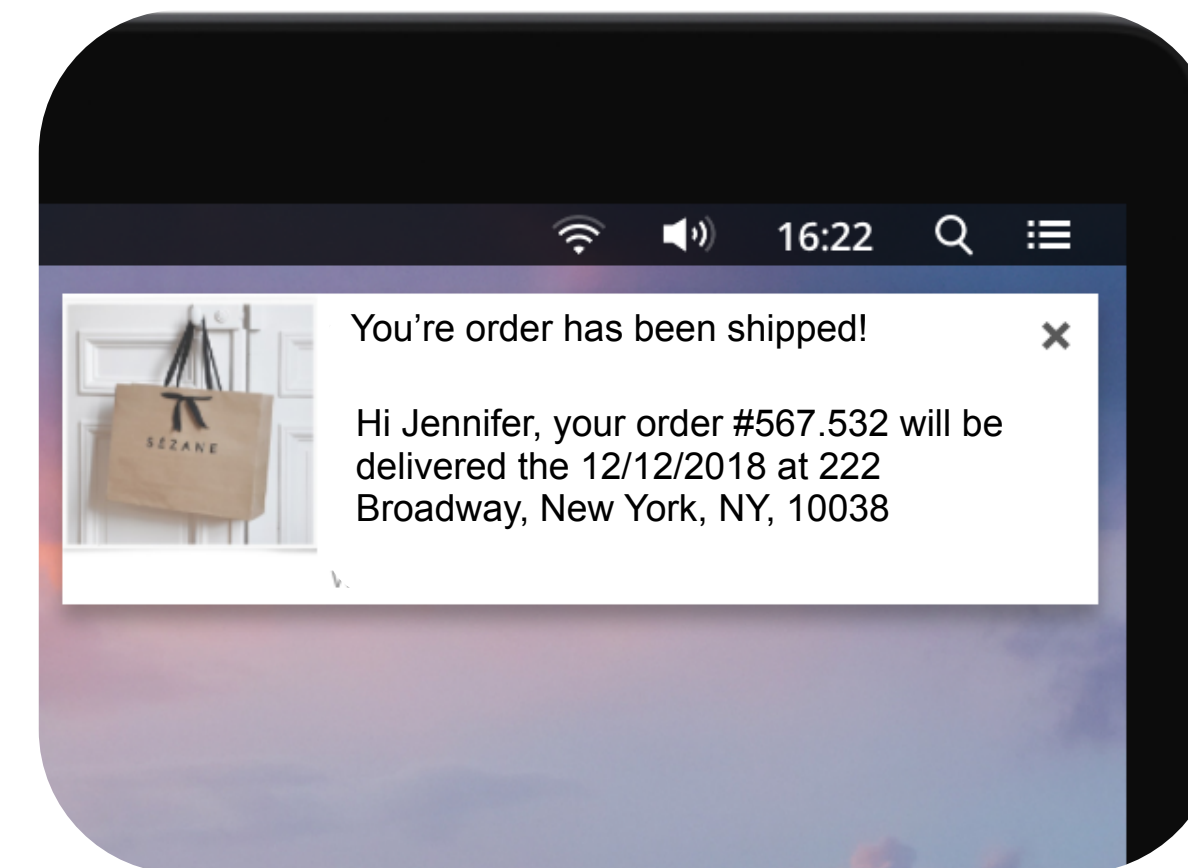 16:22
You’re order has been shipped!
SÉZANE
Hi Jennifer, your order #567.532 will be
delivered the 12/12/2018 at 222
Broadway, New York, NY, 10038